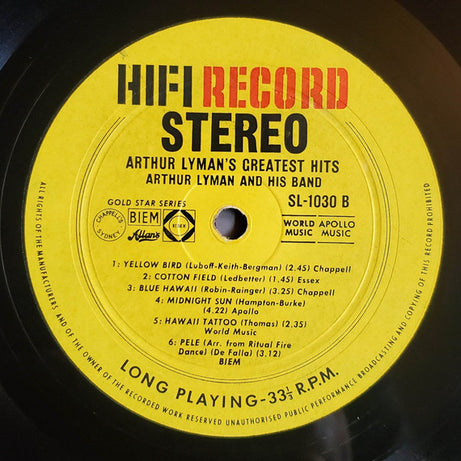 HIFI RECORD
STEREO
ARTHUR LYMAN'S GREATEST HITS
ARTHUR LYMAN AND HIS BAND
GOLD STAR SERIES
SL-1030 B
CHAPPELL'S
SYDNEY
BIEM
Allan's
ESSEX
WORLD
MUSIC
APOLLO
MUSIC
1: YELLOW BIRD (Luboff-Keith-Bergman) (2.45) Chappell
2: COTTON FIELD (Ledbetter) (2.45) Essex
3: BLUE HAWAII (Robin-Rainger) (3.25) Chappell
4: MIDNIGHT SUN (Hampton-Burke)
(4.22) Apollo
5: HAWAII TATTOO (Thomas) (2.35)
World Music
6: PELE (Arr. from Ritual Fire
Dance) (De Falla) (3.12)
BIEM
LONG PLAYING-33⅓ R.P.M.
ALL RIGHTS OF THE MANUFACTURERS AND OF THE OWNER OF THE RECORDED WORK RESERVED UNAUTHORISED PUBLIC PERFORMANCE BROADCASTING AND COPYING OF THIS RECORD PROHIBITED